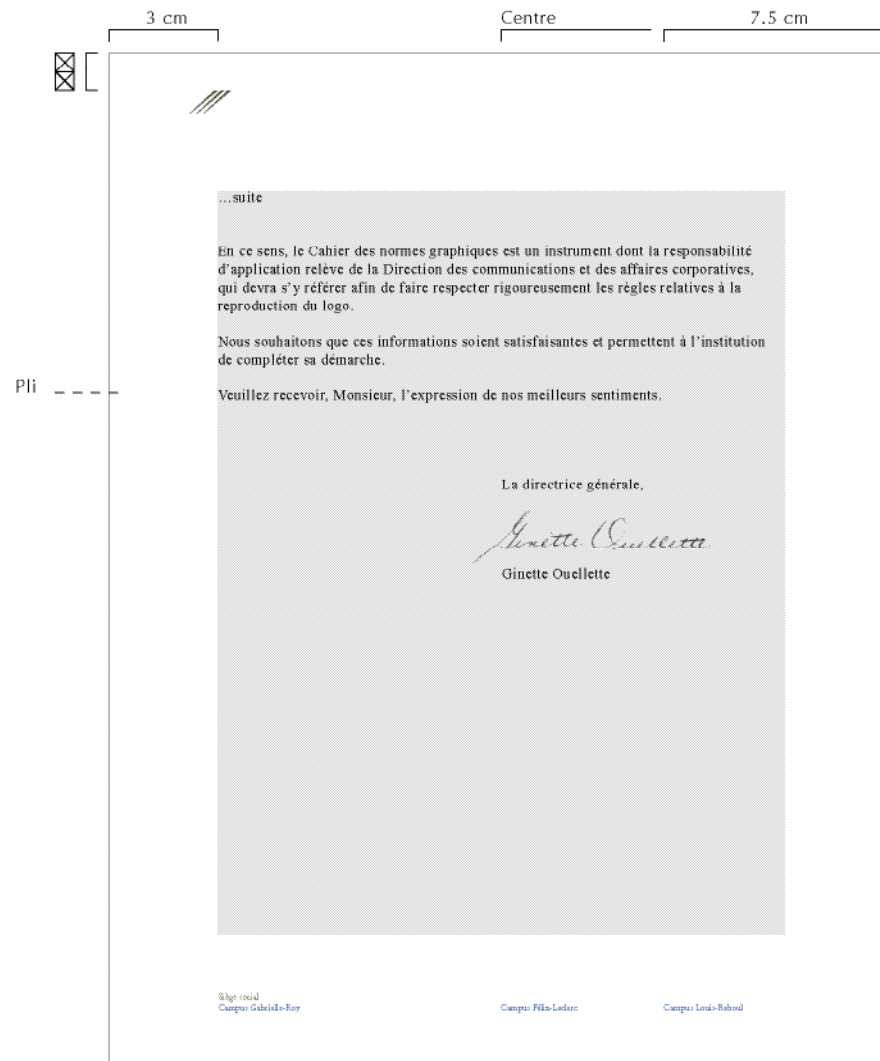 3 cm Centre 7.5 cm
...suite
En ce sens, le Cahier des normes graphiques est un instrument dont la responsabilité
d'application relève de la Direction des communications et des affaires corporatives,
qui devra s'y référer afin de faire respecter rigoureusement les règles relatives à la
reproduction du logo.
Nous souhaitons que ces informations soient satisfaisantes et permettent à l'institution
de compléter sa démarche.
Pli
Veuillez recevoir, Monsieur, l'expression de nos meilleurs sentiments.
La directrice générale,
Ginette Ouellette
Ginette Ouellette
Siège social
Campus Gabrielle-Roy Campus Félix-Leclerc Campus Louis-Reboul